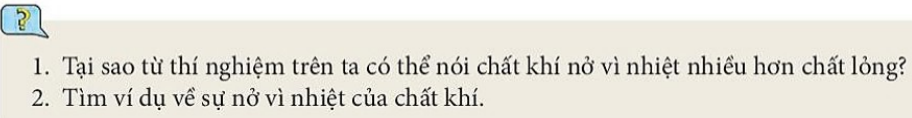 ?
1. Tại sao từ thí nghiệm trên ta có thể nói chất khí nở vì nhiệt nhiều hơn chất lỏng?
2. Tìm ví dụ về sự nở vì nhiệt của chất khí.